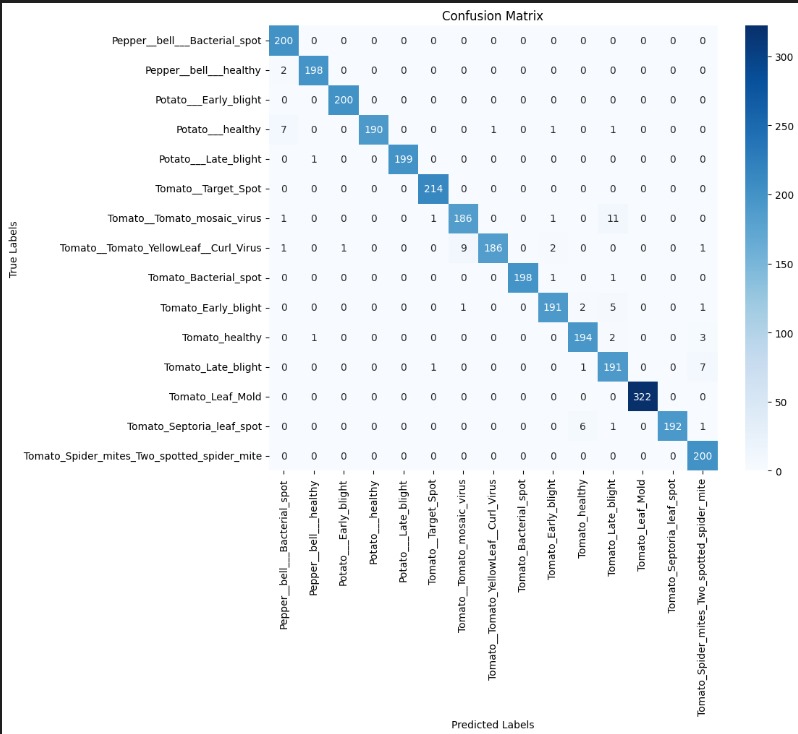 Confusion Matrix
Pepper__bell___Bacterial_spot 200 0 0 0 0 0 0 0 0 0 0 0 0 0 0
Pepper__bell___healthy 2 198 0 0 0 0 0 0 0 0 0 0 0 0 0
Potato___Early_blight 0 0 200 0 0 0 0 0 0 0 0 0 0 0 0
Potato___healthy 7 0 0 190 0 0 0 1 0 1 0 1 0 0 0
Potato___Late_blight 0 1 0 0 199 0 0 0 0 0 0 0 0 0 0
Tomato__Target_Spot 0 0 0 0 0 214 0 0 0 0 0 0 0 0 0
Tomato__Tomato_mosaic_virus 1 0 0 0 0 1 186 0 0 1 0 11 0 0 0
Tomato__Tomato_YellowLeaf__Curl_Virus 1 0 1 0 0 0 9 186 0 2 0 0 0 0 1
Tomato_Bacterial_spot 0 0 0 0 0 0 0 0 198 1 0 1 0 0 0
Tomato_Early_blight 0 0 0 0 0 0 1 0 0 191 2 5 0 0 1
Tomato_healthy 0 1 0 0 0 0 0 0 0 0 194 2 0 0 3
Tomato_Late_blight 0 0 0 0 0 1 0 0 0 0 1 191 0 0 7
Tomato_Leaf_Mold 0 0 0 0 0 0 0 0 0 0 0 0 322 0 0
Tomato_Septoria_leaf_spot 0 0 0 0 0 0 0 0 0 0 6 1 0 192 1
Tomato_Spider_mites_Two_spotted_spider_mite 0 0 0 0 0 0 0 0 0 0 0 0 0 0 200
True Labels
Pepper__bell___Bacterial_spot
Pepper__bell___healthy
Potato___Early_blight
Potato___healthy
Potato___Late_blight
Tomato__Target_Spot
Tomato__Tomato_mosaic_virus
Tomato__Tomato_YellowLeaf__Curl_Virus
Tomato_Bacterial_spot
Tomato_Early_blight
Tomato_healthy
Tomato_Late_blight
Tomato_Leaf_Mold
Tomato_Septoria_leaf_spot
Tomato_Spider_mites_Two_spotted_spider_mite
Predicted Labels
300
250
200
150
100
50
0